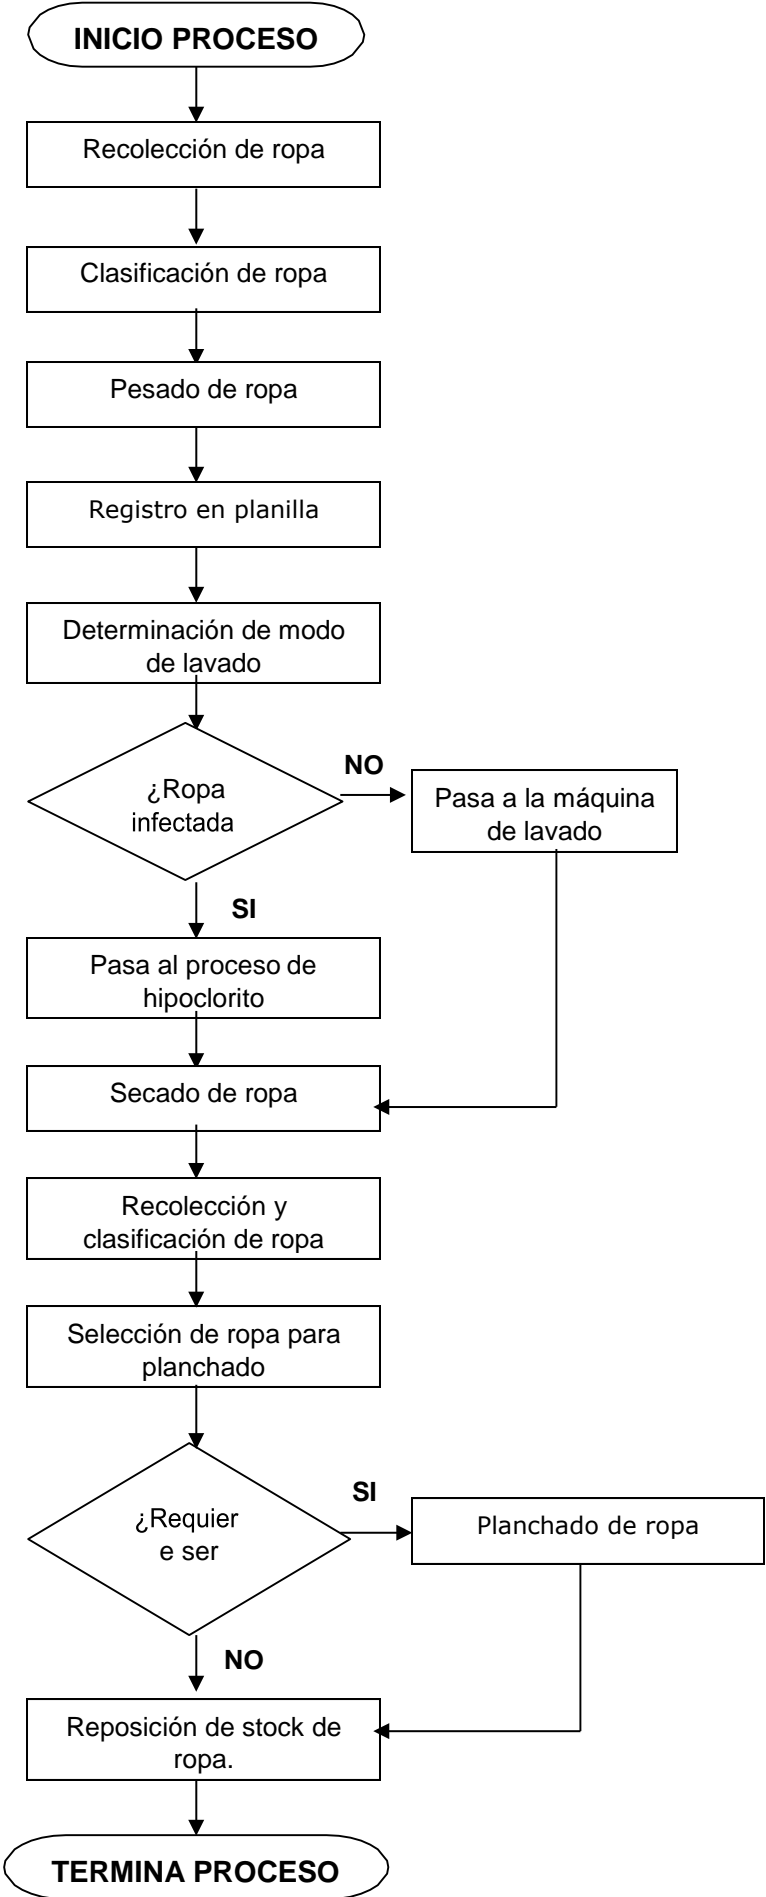 INICIO PROCESO
Recolección de ropa
Clasificación de ropa
Pesado de ropa
Registro en planilla
Determinación de modo
de lavado
¿Ropa
infectada
NO
Pasa a la máquina
de lavado
SI
Pasa al proceso de
hipoclorito
Secado de ropa
Recolección y
clasificación de ropa
Selección de ropa para
planchado
¿Requier
e ser
SI
Planchado de ropa
NO
Reposición de stock de
ropa.
TERMINA PROCESO